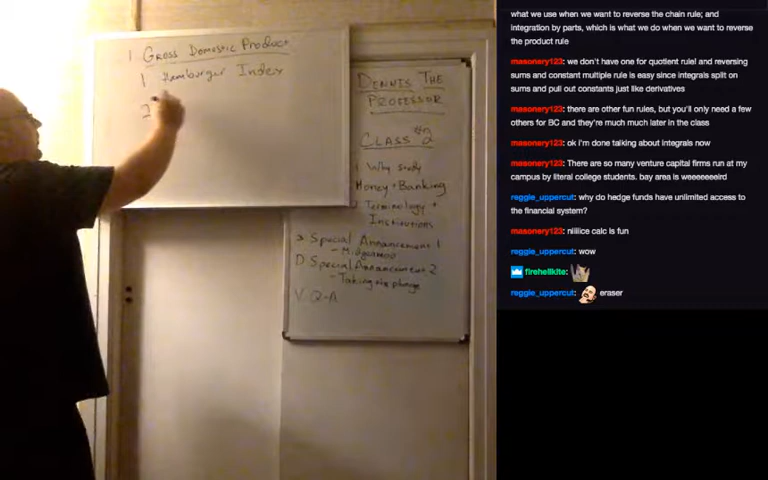 1 Gross Domestic Product
1 Hamburger Index
2
Dennis The
Professor
Class 2
Why Study
Money + Banking
Terminology +
Institutions
Special Announcement 1
D Special Announcement 2
- Taking six phone
V Q-A
what we use when we want to reverse the chain rule; and
integration by parts, which is what we do when we want to reverse
the product rule
masonery123: we don't have one for quotient rulel and reversing
sums and constant multiple rule is easy since integrals split on
sums and pull out constants just like derivatives
masonery123: there are other fun rules, but you'll only need a few
others for BC and they're much much later in the class
masonery123: ok I'm done talking about integrals now
masonery123: There are so many venture capital firms run at my
campus by literal college students. bay area is weeeeeeeird
reggie_uppercut: why do hedge funds have unlimited access to
the financial system?
masonery123: niiiiice calc is fun
reggie_uppercut: wow
firehellkite:
reggie_uppercut: eraser